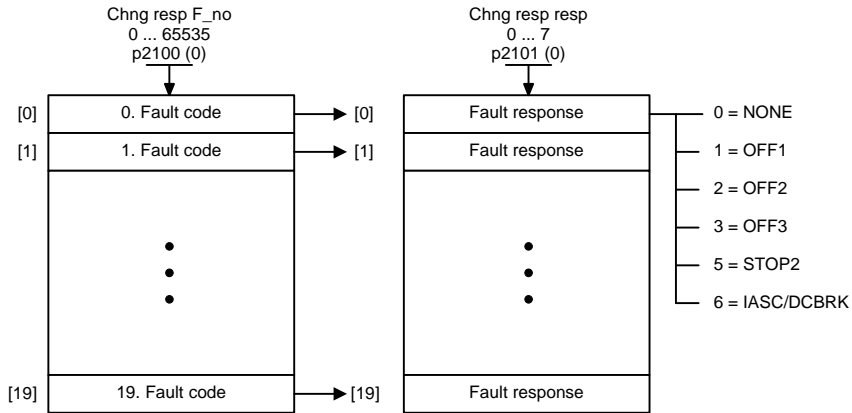 Chng resp F_no
0 ... 65535
p2100 (0)
Chng resp resp
0 ... 7
p2101 (0)
[0] 0. Fault code [0] Fault response 0 = NONE
[1] 1. Fault code [1] Fault response 1 = OFF1
2 = OFF2
3 = OFF3
5 = STOP2
6 = IASC/DCBRK
[19] 19. Fault code [19] Fault response